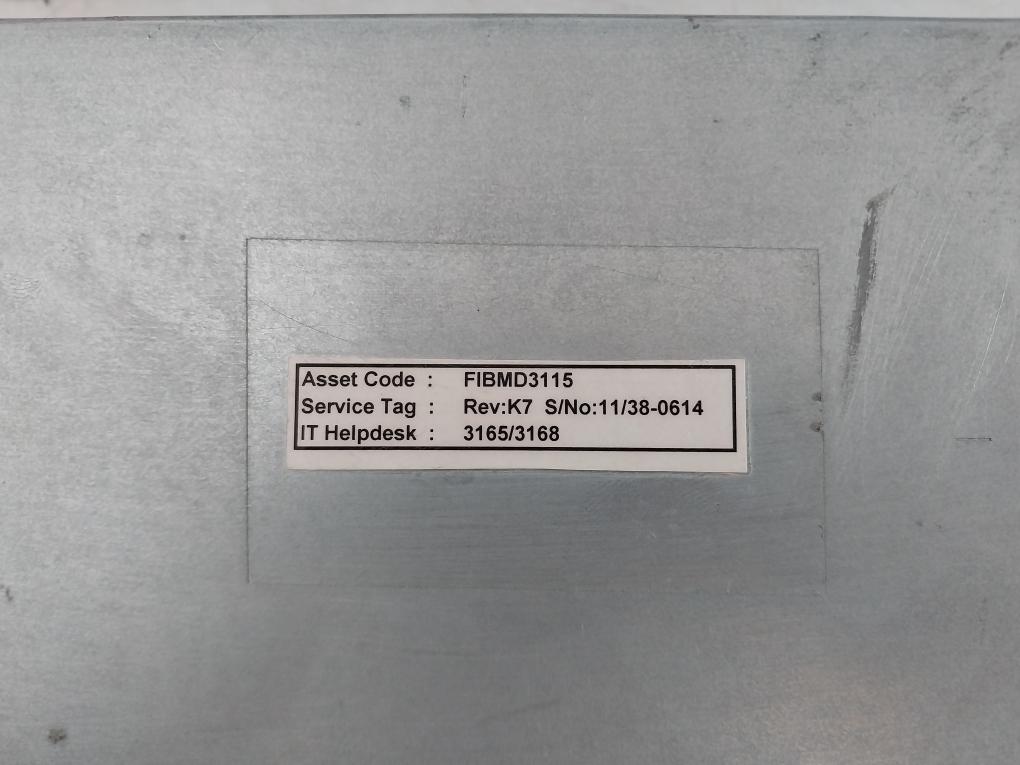 Asset Code : FIBMD3115
Service Tag : Rev:K7 S/No:11/38-0614
IT Helpdesk : 3165/3168